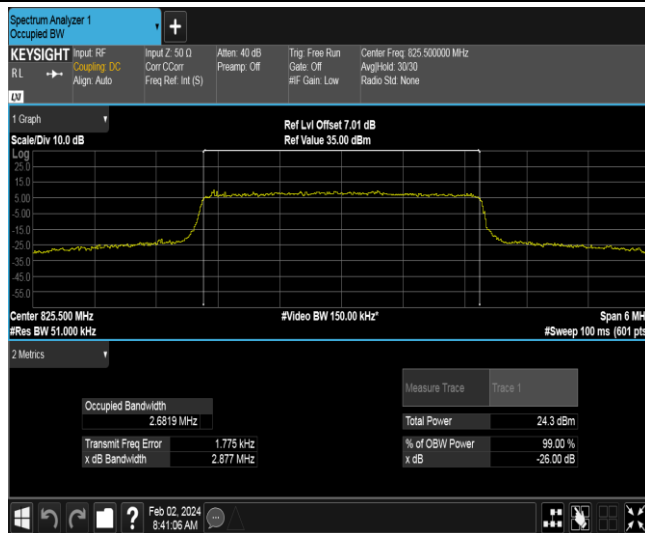 Spectrum Analyzer 1
Occupied BW
+
KEYSIGHT Input: RF Input Z: 50 Ω Atten: 40 dB Trig: Free Run Center Freq: 825.500000 MHz
RL Coupling: DC Corr CCorr Preamp: Off Gate: Off Avg|Hold: 30/30
Align: Auto Freq Ref: Int (S) #IF Gain: Low Radio Std: None
LXI
1 Graph
Ref Lvl Offset 7.01 dB
Scale/Div 10.0 dB Ref Value 35.00 dBm
Log
25.0
15.0
5.00
-5.00
-15.0
-25.0
-35.0
-45.0
-55.0
Center 825.500 MHz #Video BW 150.00 kHz* Span 6 MH
#Res BW 51.000 kHz #Sweep 100 ms (601 pts
2 Metrics
Measure Trace Trace 1
Occupied Bandwidth
2.6819 MHz Total Power 24.3 dBm
Transmit Freq Error 1.775 kHz % of OBW Power 99.00 %
x dB Bandwidth 2.877 MHz x dB -26.00 dB
? Feb 02, 2024
8:41:06 AM